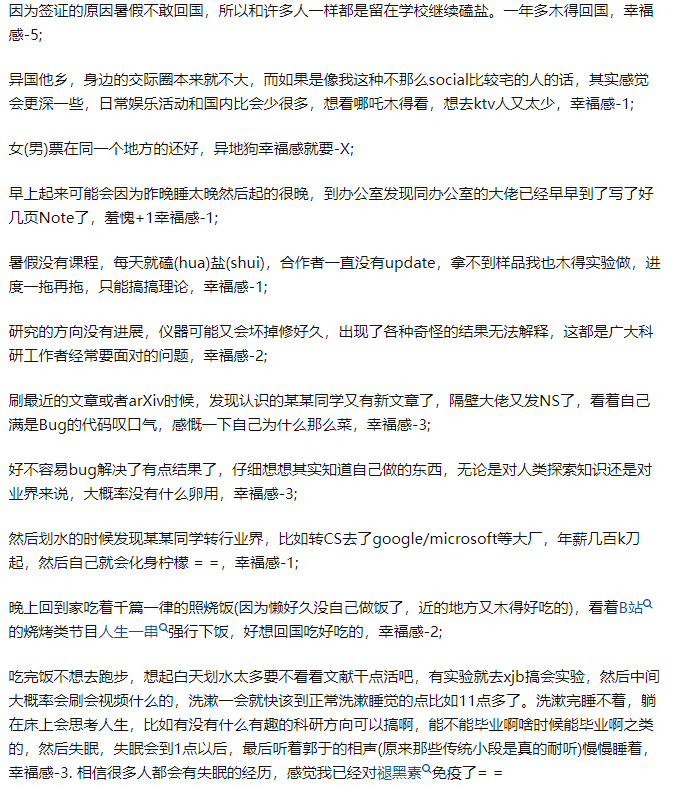 因为签证的原因暑假不敢回国，所以和许多人一样都是留在学校继续磕盐。一年多木得回国，幸福
感-5;
异国他乡，身边的交际圈本来就不大，而如果是像我这种不那么social比较宅的人的话，其实感觉
会更深一些，日常娱乐活动和国内比会少很多，想看哪吒木得看，想去ktv人又太少，幸福感-1;
女(男)票在同一个地方的还好，异地狗幸福感就要-X;
早上起来可能会因为昨晚睡太晚然后起的很晚，到办公室发现同办公室的大佬已经早早到了写了好
几页Note了，羞愧+1幸福感-1;
暑假没有课程，每天就磕(hua)盐(shui)，合作者一直没有update，拿不到样品我也木得实验做，进
度一拖再拖，只能搞搞理论，幸福感-1;
研究的方向没有进展，仪器可能又会坏掉修好久，出现了各种奇怪的结果无法解释，这都是广大科
研工作者经常要面对的问题，幸福感-2;
刷最近的文章或者arXiv时候，发现认识的某某同学又有新文章了，隔壁大佬又发NS了，看着自己
满是Bug的代码叹口气，感慨一下自己为什么那么菜，幸福感-3;
好不容易bug解决了有点结果了，仔细想想其实知道自己做的东西，无论是对人类探索知识还是对
业界来说，大概率没有什么卵用，幸福感-3;
然后划水的时候发现某某同学转行业界，比如转CS去了google/microsoft等大厂，年薪几百k刀
起，然后自己就会化身柠檬 = =，幸福感-1;
晚上回到家吃着千篇一律的照烧饭(因为懒好久没自己做饭了，近的地方又木得好吃的)，看着B站
的烧烤类节目人生一串强行下饭，好想回国吃好吃的，幸福感-2;
吃完饭不想去跑步，想起白天划水太多要不看看文献干点活吧，有实验就去xjb搞会实验，然后中间
大概率会刷会视频什么的，洗漱一会就快该到正常洗漱睡觉的点比如11点多了。洗漱完睡不着，躺
在床上会思考人生，比如有没有什么有趣的科研方向可以搞啊，能不能毕业啊啥时候能毕业啊之类
的，然后失眠，失眠会到1点以后，最后听着郭于的相声(原来那些传统小段是真的耐听)慢慢睡着，
幸福感-3. 相信很多人都会有失眠的经历，感觉我已经对褪黑素免疫了= =